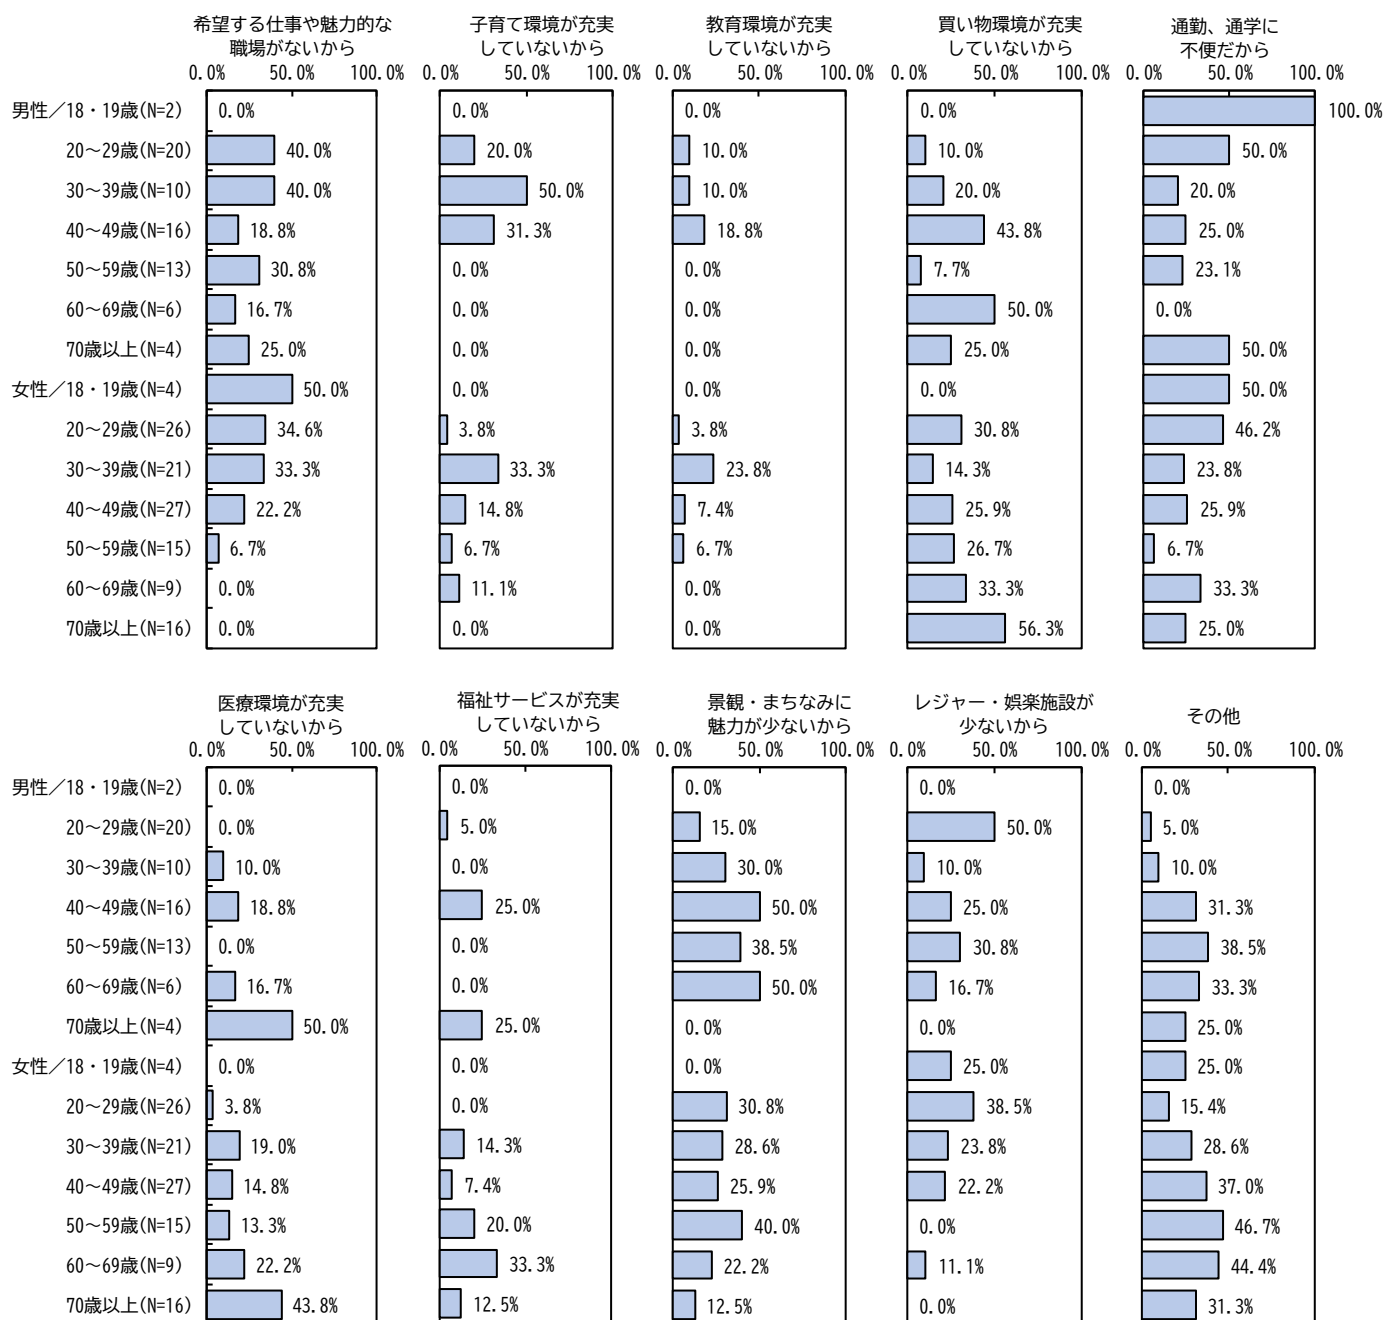 希望する仕事や魅力的な 子育て環境が充実 教育環境が充実 買い物環境が充実 通勤、通学に
職場がないから していないから していないから していないから 不便だから
0.0% 50.0% 100.0% 0.0% 50.0% 100.0% 0.0% 50.0% 100.0% 0.0% 50.0% 100.0% 0.0% 50.0% 100.0%
男性／18・19歳(N=2) 0.0% 0.0% 0.0% 0.0% 100.0%
20～29歳(N=20) 40.0% 20.0% 10.0% 10.0% 50.0%
30～39歳(N=10) 40.0% 50.0% 10.0% 20.0% 20.0%
40～49歳(N=16) 18.8% 31.3% 18.8% 43.8% 25.0%
50～59歳(N=13) 30.8% 0.0% 0.0% 7.7% 23.1%
60～69歳(N=6) 16.7% 0.0% 0.0% 50.0% 0.0%
70歳以上(N=4) 25.0% 0.0% 0.0% 25.0% 50.0%
女性／18・19歳(N=4) 50.0% 0.0% 0.0% 0.0% 50.0%
20～29歳(N=26) 34.6% 3.8% 3.8% 30.8% 46.2%
30～39歳(N=21) 33.3% 33.3% 23.8% 14.3% 23.8%
40～49歳(N=27) 22.2% 14.8% 7.4% 25.9% 25.9%
50～59歳(N=15) 6.7% 6.7% 6.7% 26.7% 6.7%
60～69歳(N=9) 0.0% 11.1% 0.0% 33.3% 33.3%
70歳以上(N=16) 0.0% 0.0% 0.0% 56.3% 25.0%
医療環境が充実 福祉サービスが充実 景観・まちなみに レジャー・娯楽施設が その他
していないから していないから 魅力が少ないから 少ないから
0.0% 50.0% 100.0% 0.0% 50.0% 100.0% 0.0% 50.0% 100.0% 0.0% 50.0% 100.0% 0.0% 50.0% 100.0%
男性／18・19歳(N=2) 0.0% 0.0% 0.0% 0.0% 0.0%
20～29歳(N=20) 0.0% 5.0% 15.0% 50.0% 5.0%
30～39歳(N=10) 10.0% 0.0% 30.0% 10.0% 10.0%
40～49歳(N=16) 18.8% 25.0% 50.0% 25.0% 31.3%
50～59歳(N=13) 0.0% 0.0% 38.5% 30.8% 38.5%
60～69歳(N=6) 16.7% 0.0% 50.0% 16.7% 33.3%
70歳以上(N=4) 50.0% 25.0% 0.0% 0.0% 25.0%
女性／18・19歳(N=4) 0.0% 0.0% 0.0% 25.0% 25.0%
20～29歳(N=26) 3.8% 0.0% 30.8% 38.5% 15.4%
30～39歳(N=21) 19.0% 14.3% 28.6% 23.8% 28.6%
40～49歳(N=27) 14.8% 7.4% 25.9% 22.2% 37.0%
50～59歳(N=15) 13.3% 20.0% 40.0% 0.0% 46.7%
60～69歳(N=9) 22.2% 33.3% 22.2% 11.1% 44.4%
70歳以上(N=16) 43.8% 12.5% 12.5% 0.0% 31.3%